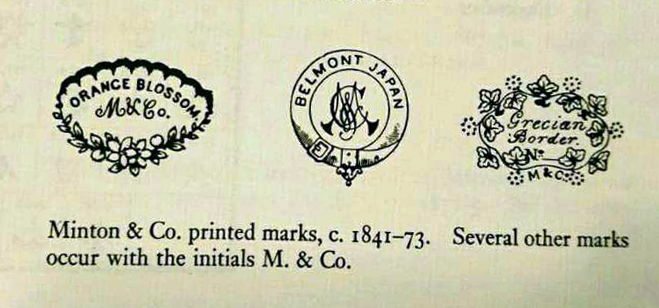 ORANGE BLOSSOM
M & Co.
BELMONT JAPAN
Grecian
Border.
No.
M & Co.
Minton & Co. printed marks, c. 1841–73. Several other marks
occur with the initials M. & Co.